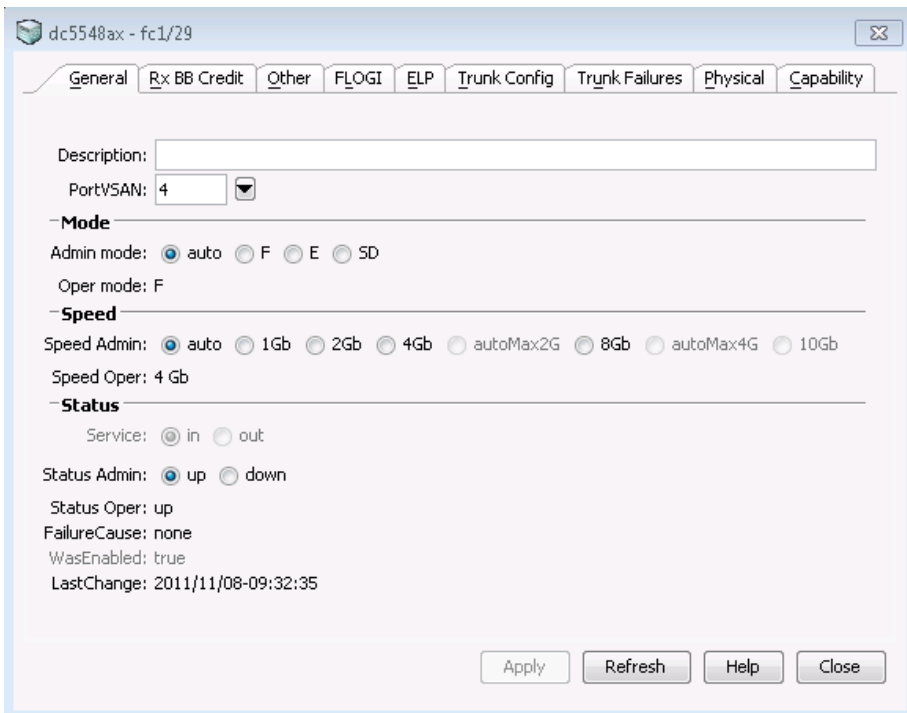 dc5548ax - fc1/29
General Rx BB Credit Other FLOGI ELP Trunk Config Trunk Failures Physical Capability
Description:
PortVSAN: 4
Mode
Admin mode: auto F E SD
Oper mode: F
Speed
Speed Admin: auto 1Gb 2Gb 4Gb autoMax2G 8Gb autoMax4G 10Gb
Speed Oper: 4 Gb
Status
Service: in out
Status Admin: up down
Status Oper: up
FailureCause: none
WasEnabled: true
LastChange: 2011/11/08-09:32:35
Apply Refresh Help Close